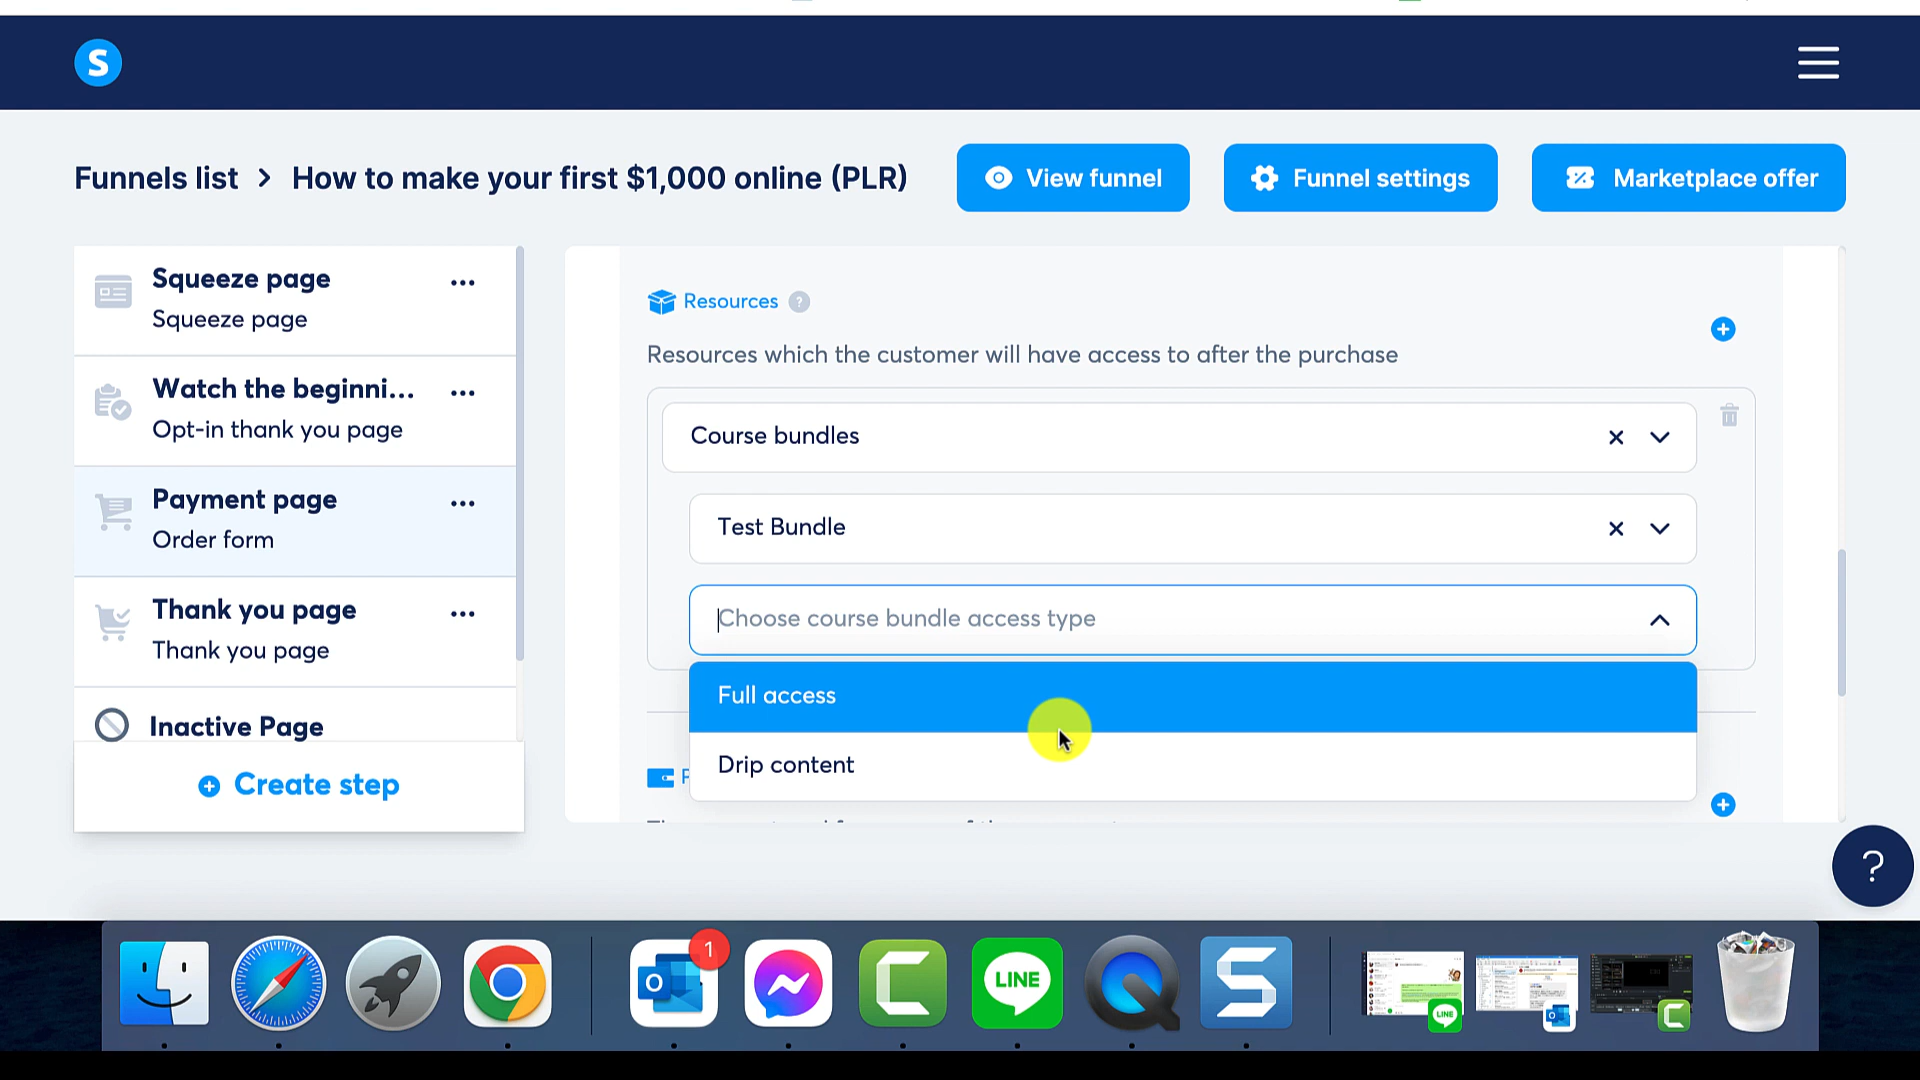 S
Funnels list > How to make your first $1,000 online (PLR)
View funnel
Funnel settings
Marketplace offer
Squeeze page
Squeeze page
Watch the beginni...
Opt-in thank you page
Payment page
Order form
Thank you page
Thank you page
Inactive Page
Create step
Resources ?
Resources which the customer will have access to after the purchase
Course bundles
Test Bundle
Choose course bundle access type
Full access
Drip content
?
1
LINE